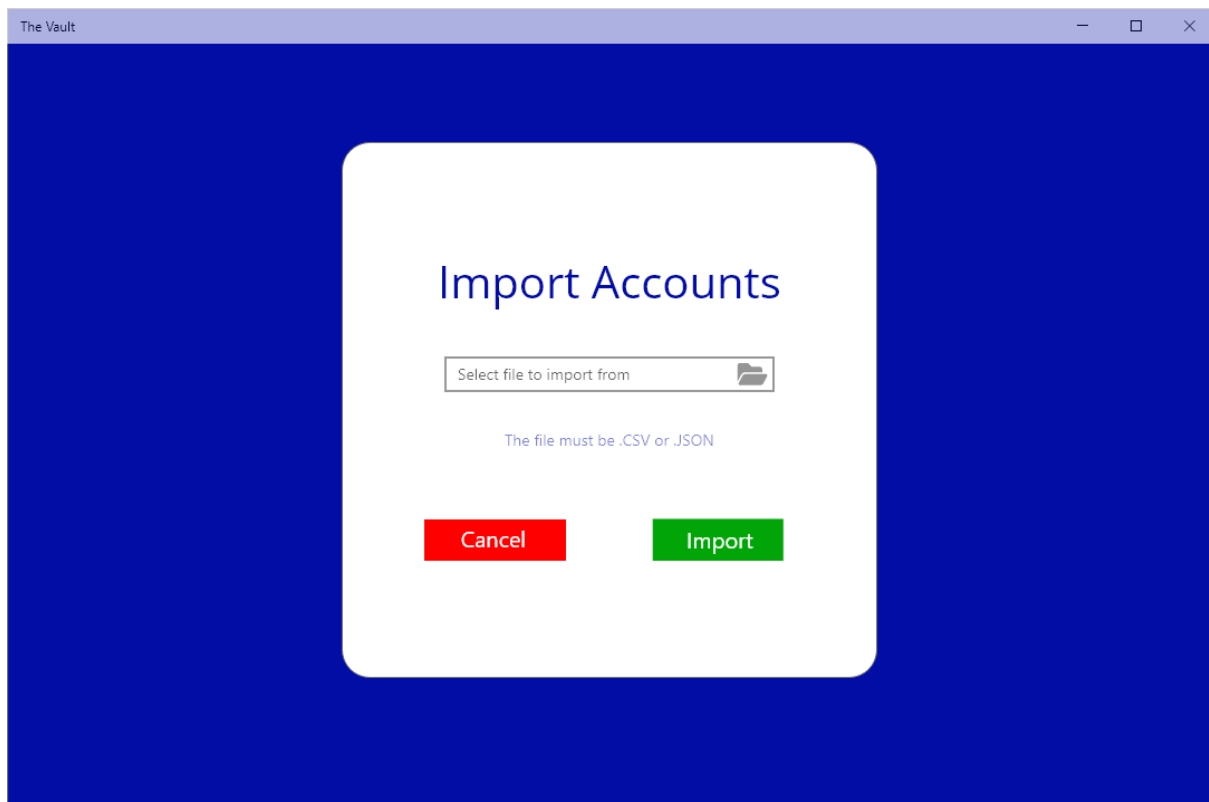 The Vault
Import Accounts
Select file to import from
The file must be .CSV or .JSON
Cancel Import